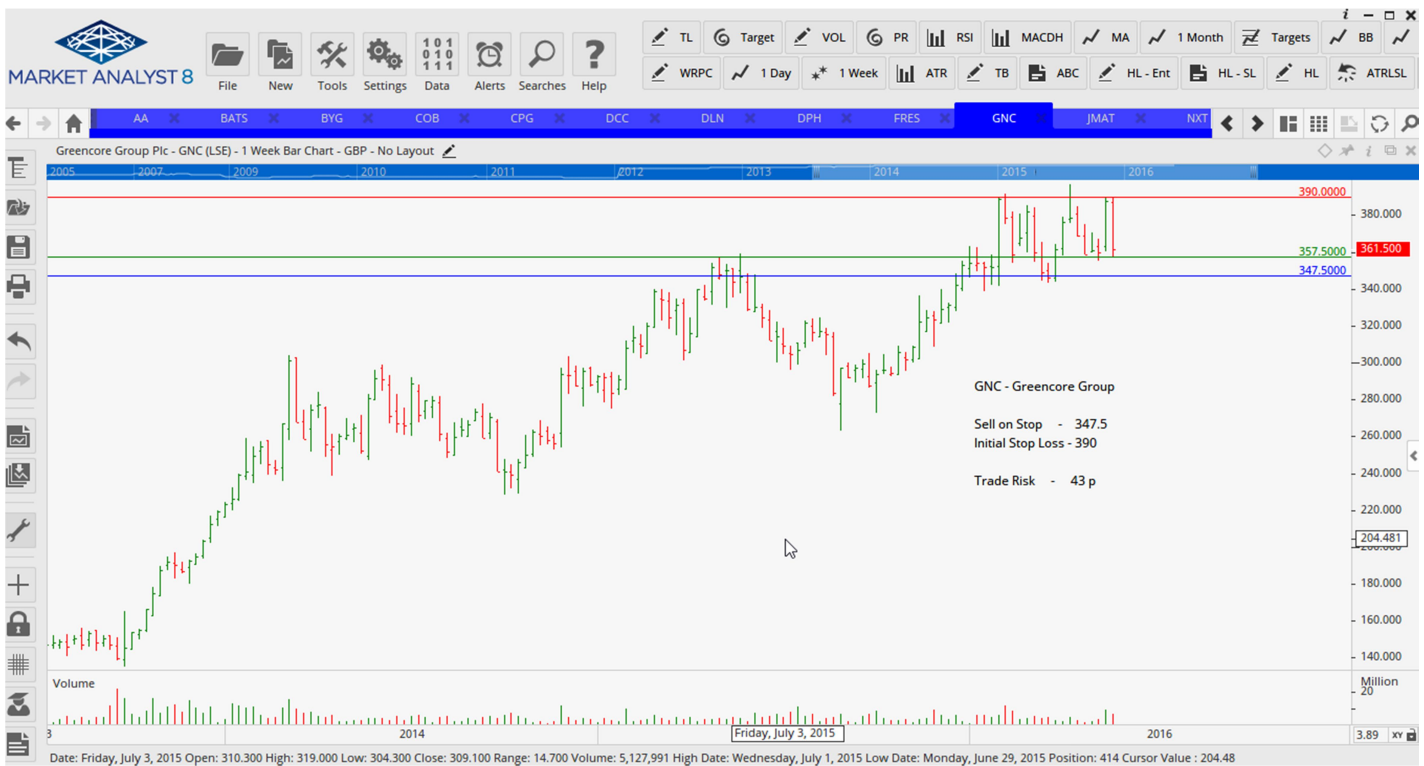 i
MARKET ANALYST 8
File New Tools Settings Data Alerts Searches Help
TL Target VOL PR RSI MACDH MA 1 Month Targets BB
WRPC 1 Day 1 Week ATR TB ABC HL - Ent HL - SL HL ATRLSL
AA BATS BYG COB CPG DCC DLN DPH FRES GNC JMAT NXT
Greencore Group Plc - GNC (LSE) - 1 Week Bar Chart - GBP - No Layout
2005 2007 2009 2010 2011 2012 2013 2014 2015 2016
390.0000
380.000
361.500
357.5000
347.5000
340.000
320.000
300.000
280.000
260.000
240.000
220.000
204.481
200.000
180.000
160.000
140.000
GNC - Greencore Group
Sell on Stop - 347.5
Initial Stop Loss - 390
Trade Risk - 43 p
Volume
Million
20
3 2014 Friday, July 3, 2015 2016 3.89 XY
Date: Friday, July 3, 2015 Open: 310.300 High: 319.000 Low: 304.300 Close: 309.100 Range: 14.700 Volume: 5,127,991 High Date: Wednesday, July 1, 2015 Low Date: Monday, June 29, 2015 Position: 414 Cursor Value : 204.48